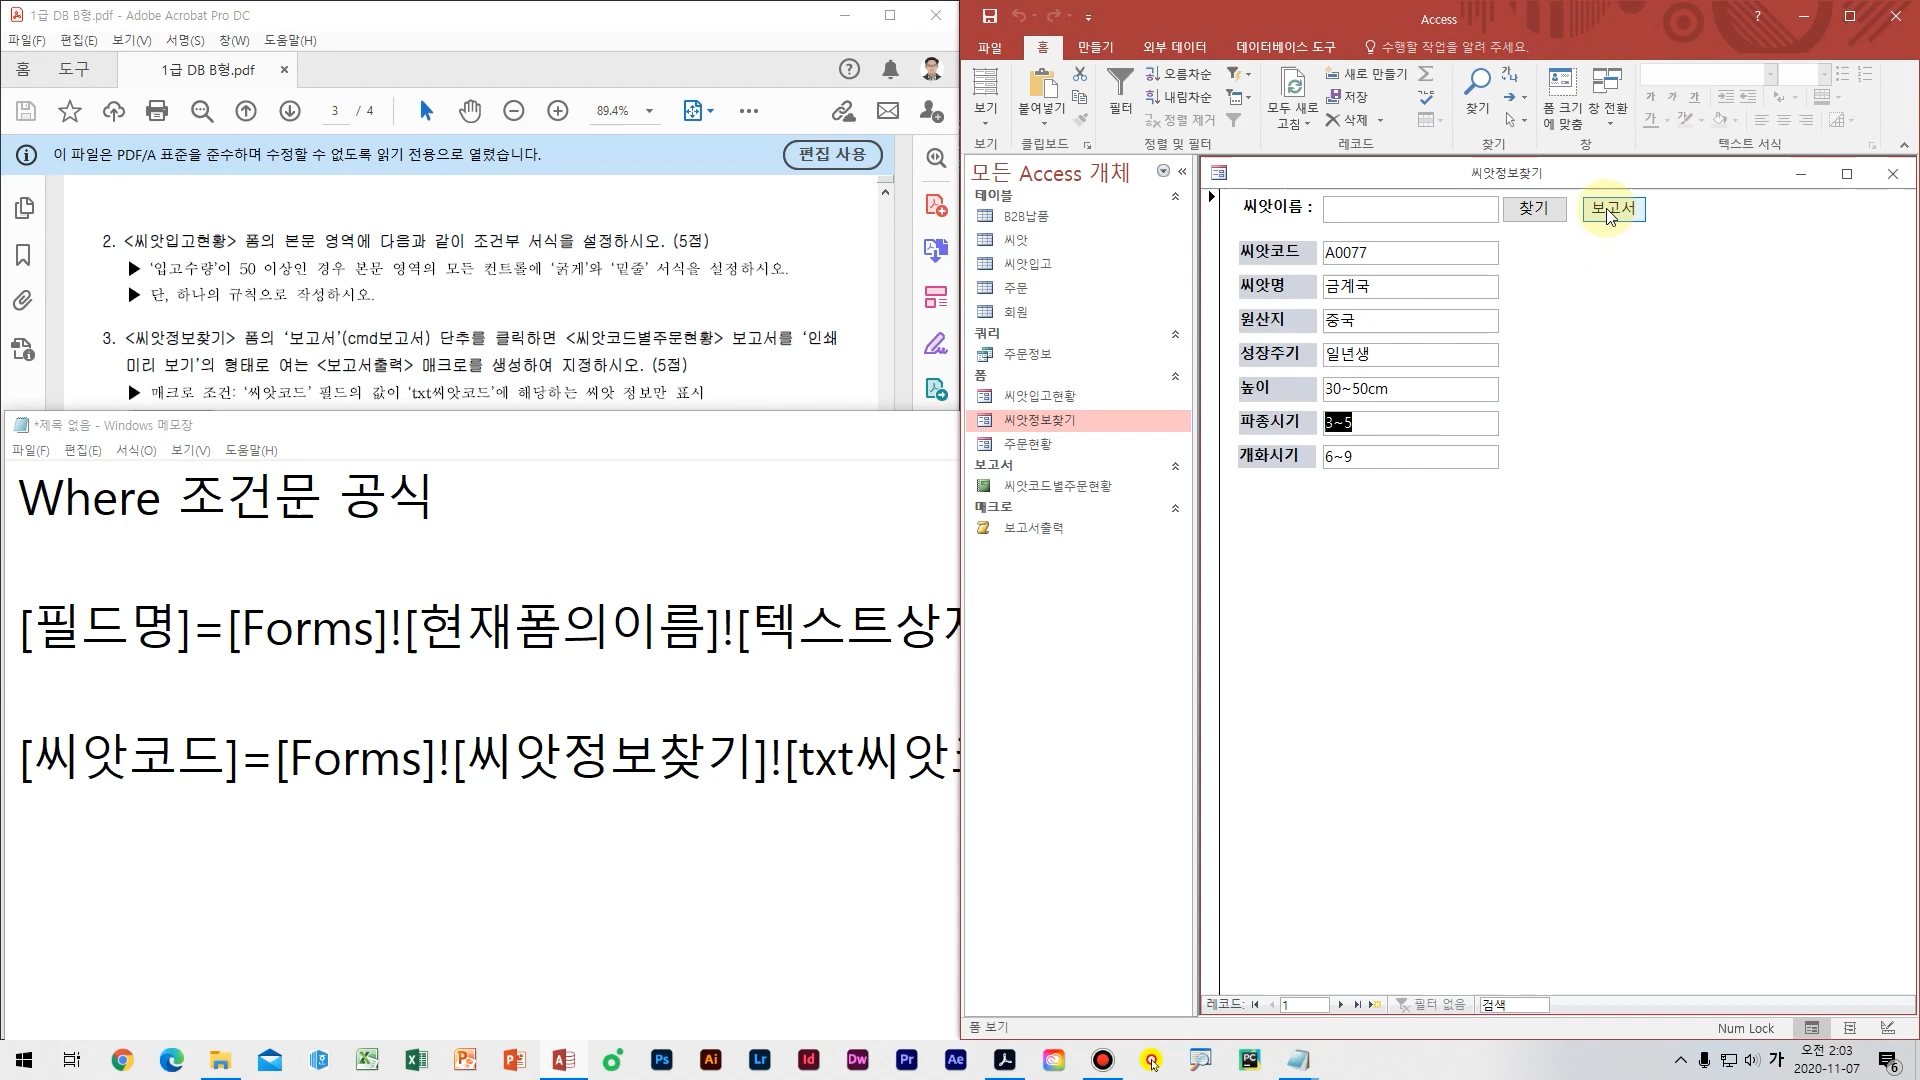 1급 DB B형.pdf - Adobe Acrobat Pro DC
파일(F) 편집(E) 보기(V) 서명(S) 창(W) 도움말(H)
홈 도구 1급 DB B형.pdf ×
3 / 4 89.4%
이 파일은 PDF/A 표준을 준수하며 수정할 수 없도록 읽기 전용으로 열렸습니다. 편집 사용
2. <씨앗입고현황> 폼의 본문 영역에 다음과 같이 조건부 서식을 설정하시오. (5점)
▶ '입고수량'이 50 이상인 경우 본문 영역의 모든 컨트롤에 '굵게'와 '밑줄' 서식을 설정하시오.
▶ 단, 하나의 규칙으로 작성하시오.
3. <씨앗정보찾기> 폼의 '보고서'(cmd보고서) 단추를 클릭하면 <씨앗코드별주문현황> 보고서를 '인쇄
미리 보기'의 형태로 여는 <보고서출력> 매크로를 생성하여 지정하시오. (5점)
▶ 매크로 조건: '씨앗코드' 필드의 값이 'txt씨앗코드'에 해당하는 씨앗 정보만 표시
*제목 없음 - Windows 메모장
파일(F) 편집(E) 서식(O) 보기(V) 도움말(H)
Where 조건문 공식
[필드명]=[Forms]![현재폼의이름]![텍스트상
[씨앗코드]=[Forms]![씨앗정보찾기]![txt씨앗
Access
파일 홈 만들기 외부 데이터 데이터베이스 도구 수행할 작업을 알려 주세요.
보기 붙여넣기 필터 오름차순 내림차순 정렬 제거 모두 새로 고침 새로 만들기 저장 삭제 찾기 폼 크기에 맞춤 창 전환
보기 클립보드 정렬 및 필터 레코드 찾기 창 텍스트 서식
모든 Access 개체
테이블
B2B납품
씨앗
씨앗입고
주문
회원
쿼리
주문정보
폼
씨앗입고현황
씨앗정보찾기
주문현황
보고서
씨앗코드별주문현황
매크로
보고서출력
씨앗정보찾기
씨앗이름 : 찾기 보고서
씨앗코드 A0077
씨앗명 금계국
원산지 중국
성장주기 일년생
높이 30~50cm
파종시기 3~5
개화시기 6~9
레코드: 1 필터 없음 검색
폼 보기 Num Lock
Ps Ai Lr Id Dw Pr Ae PC
가 오전 2:03
2020-11-07 6